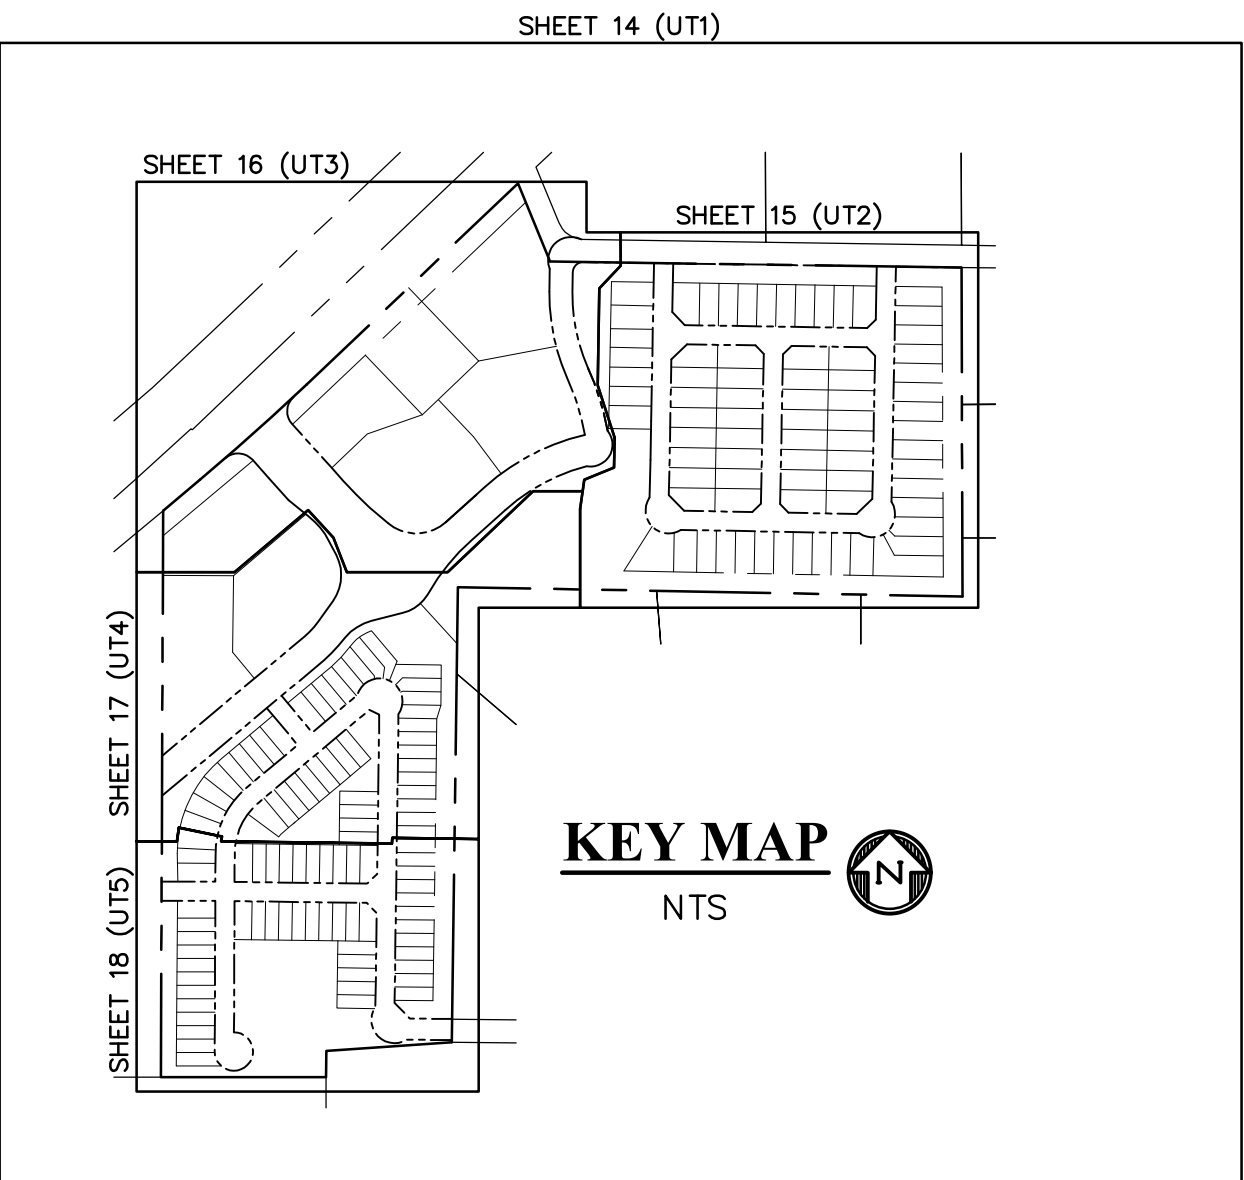 SHEET 14 (UT1)
SHEET 16 (UT3)
SHEET 15 (UT2)
SHEET 17 (UT4)
SHEET 18 (UT5)
KEY MAP
NTS
N